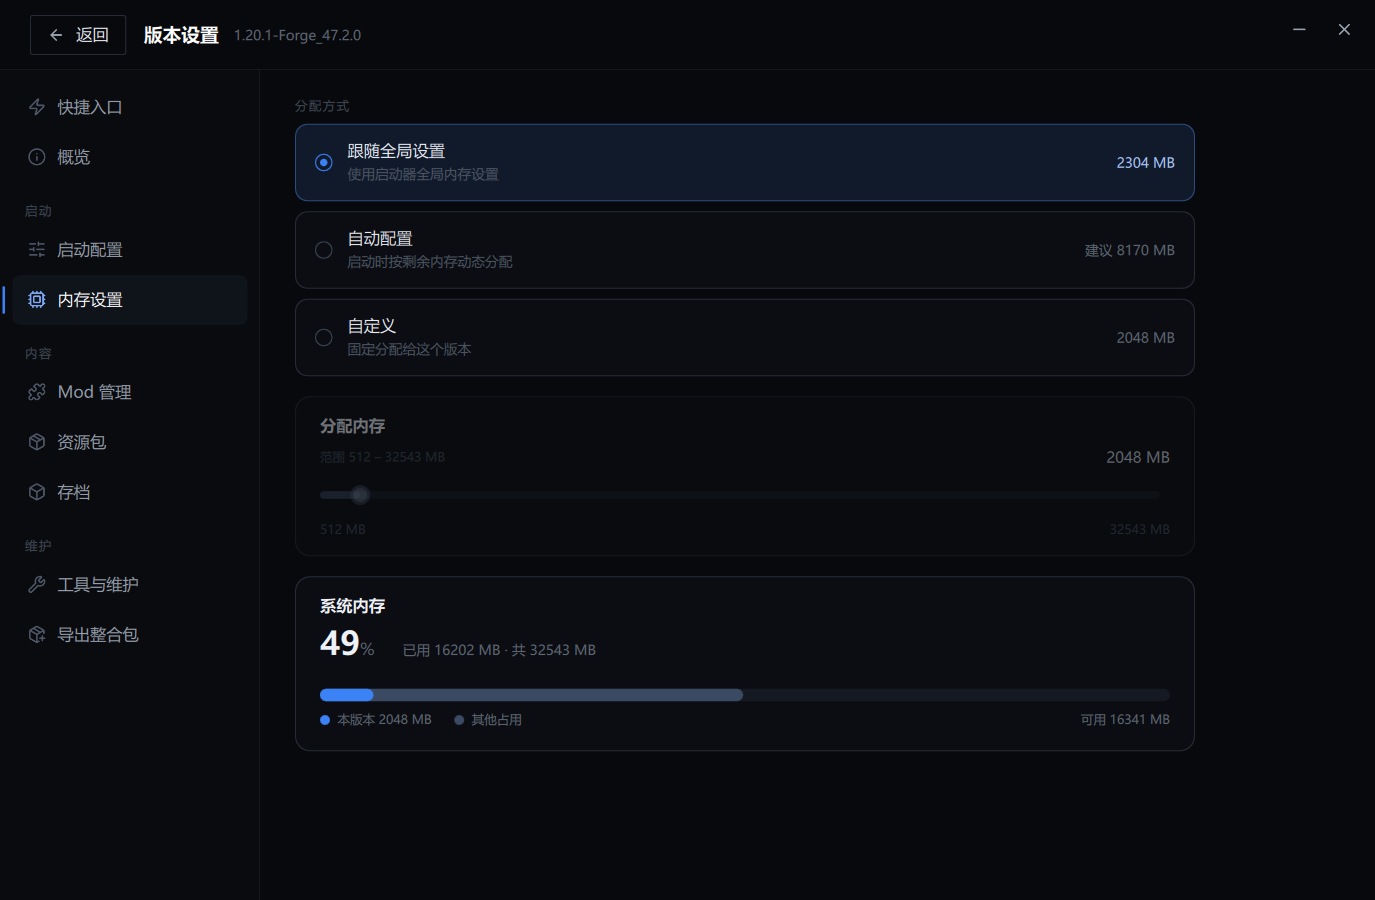 返回
版本设置
1.20.1-Forge_47.2.0
快捷入口
概览
启动
启动配置
内存设置
内容
Mod 管理
资源包
存档
维护
工具与维护
导出整合包
分配方式
跟随全局设置
使用启动器全局内存设置
2304 MB
自动配置
启动时按剩余内存动态分配
建议 8170 MB
自定义
固定分配给这个版本
2048 MB
分配内存
范围 512 – 32543 MB
2048 MB
512 MB
32543 MB
系统内存
49%
已用 16202 MB · 共 32543 MB
本版本 2048 MB
其他占用
可用 16341 MB